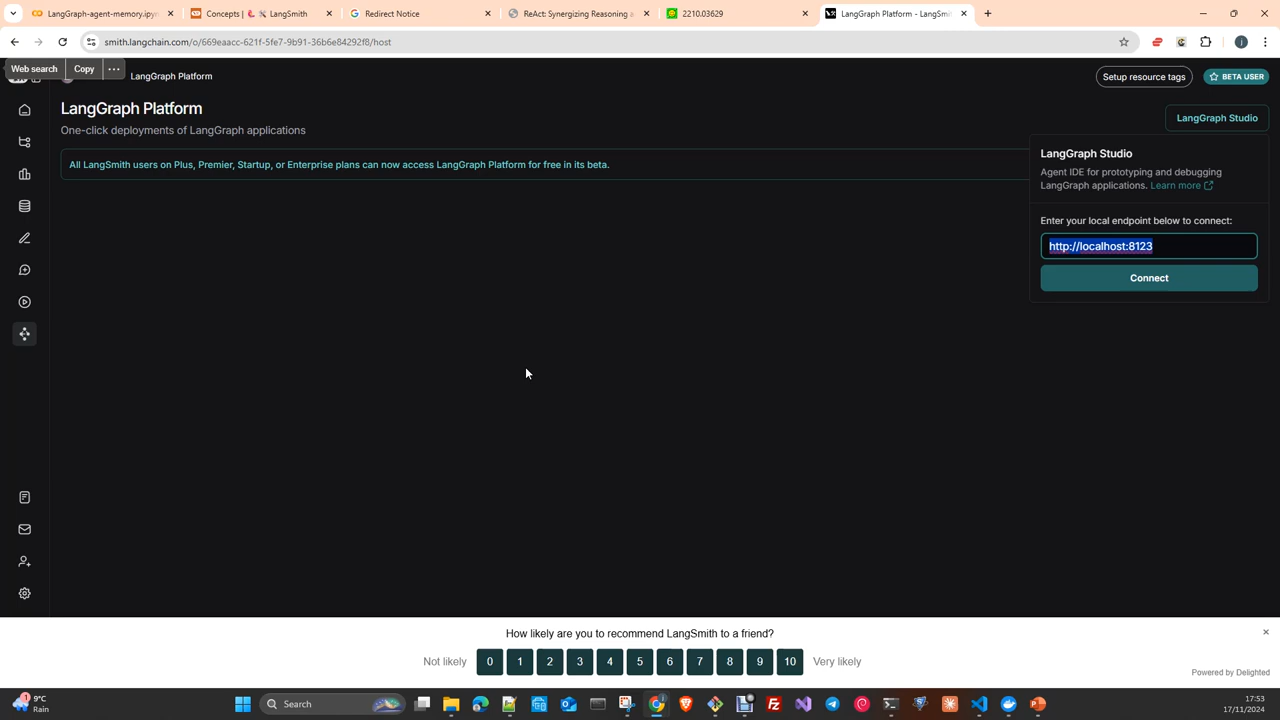 LangGraph-agent-memory.ipyn
Concepts | 🦜🛠️ LangSmith
Redirect Notice
ReAct: Synergizing Reasoning a
2210.03629
LangGraph Platform - LangSmi
smith.langchain.com/o/669eaacc-621f-5fe7-9b91-36b6e84292f8/host
Web search
Copy
LangGraph Platform
Setup resource tags
BETA USER
LangGraph Platform
One-click deployments of LangGraph applications
LangGraph Studio
All LangSmith users on Plus, Premier, Startup, or Enterprise plans can now access LangGraph Platform for free in its beta.
LangGraph Studio
Agent IDE for prototyping and debugging
LangGraph applications. Learn more
Enter your local endpoint below to connect:
http://localhost:8123
Connect
How likely are you to recommend LangSmith to a friend?
Not likely 0 1 2 3 4 5 6 7 8 9 10 Very likely
Powered by Delighted
9°C
Rain
Search
17:53
17/11/2024